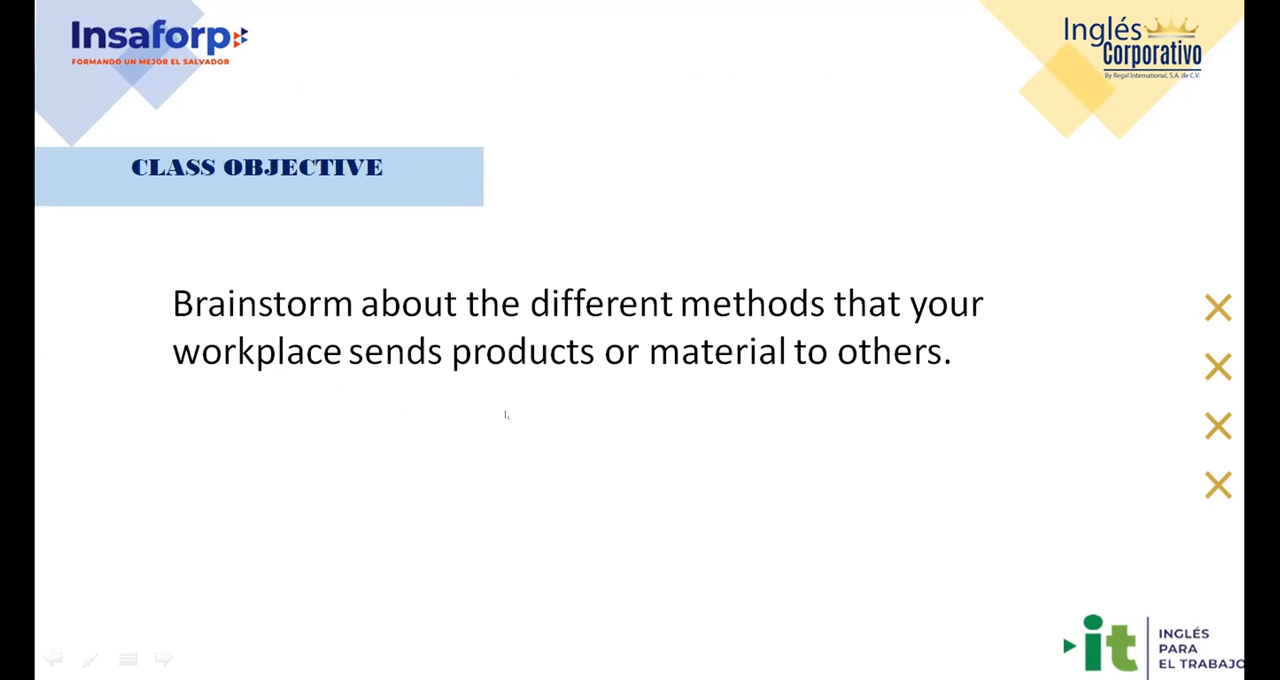 Insaforp
FORMANDO UN MEJOR EL SALVADOR
Inglés
Corporativo
By Regal International, S.A. de C.V.
CLASS OBJECTIVE
Brainstorm about the different methods that your
workplace sends products or material to others.
it
INGLÉS
PARA
EL TRABAJO